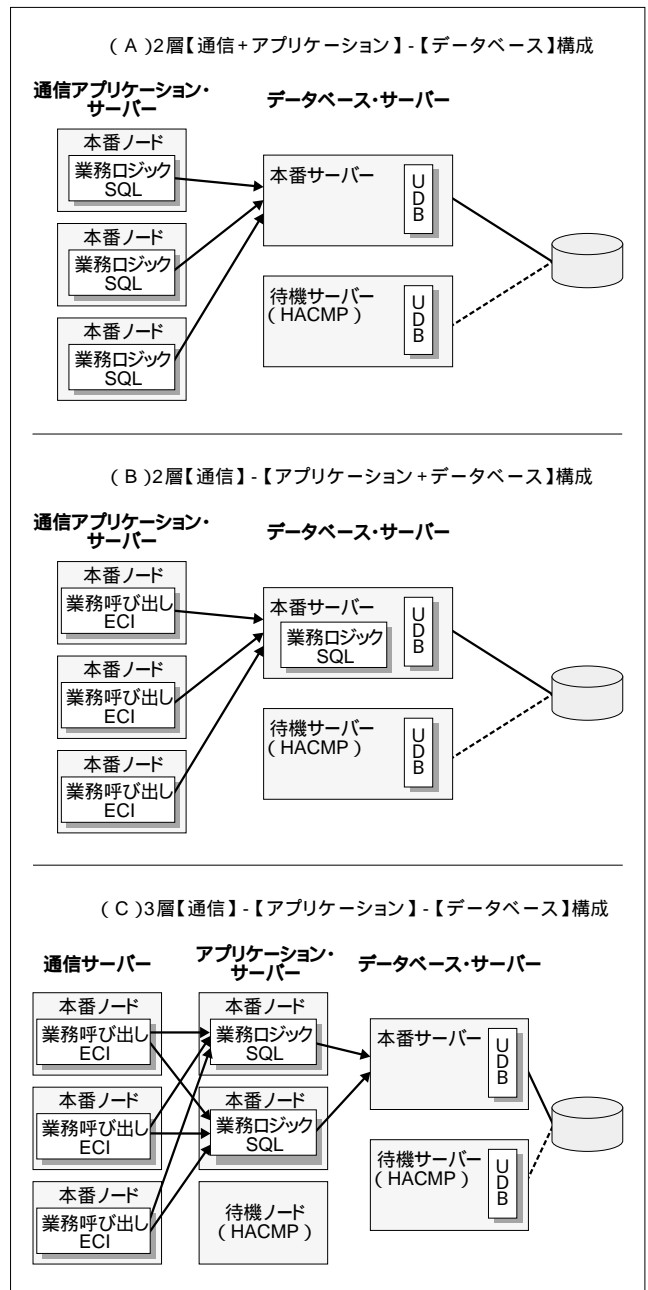 ( A )2層【通信+アプリケーション】-【データベース】構成
通信アプリケーション・
サーバー
データベース・サーバー
本番ノード
業務ロジック
SQL
本番ノード
業務ロジック
SQL
本番ノード
業務ロジック
SQL
本番サーバー
UDB
待機サーバー
( HACMP )
UDB
( B )2層【通信】-【アプリケーション+データベース】構成
通信アプリケーション・
サーバー
データベース・サーバー
本番ノード
業務呼び出し
ECI
本番ノード
業務呼び出し
ECI
本番ノード
業務呼び出し
ECI
本番サーバー
業務ロジック
SQL
UDB
待機サーバー
( HACMP )
UDB
( C )3層【通信】-【アプリケーション】-【データベース】構成
通信サーバー
アプリケーション・
サーバー
データベース・サーバー
本番ノード
業務呼び出し
ECI
本番ノード
業務呼び出し
ECI
本番ノード
業務呼び出し
ECI
本番ノード
業務ロジック
SQL
本番ノード
業務ロジック
SQL
待機ノード
( HACMP )
本番サーバー
UDB
待機サーバー
( HACMP )
UDB